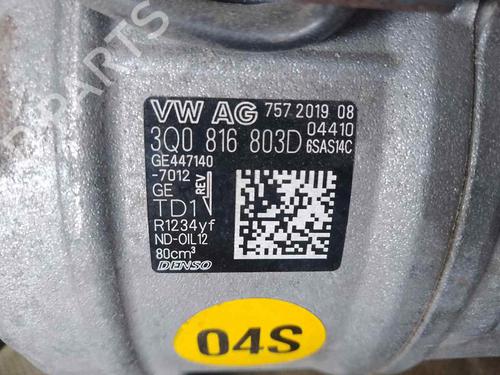 VW AG 757 2019 08
04410
3Q0 816 803D 6SAS14C
GE447140
-7012
GE REV
TD1
R1234yf
ND-OIL12
80cm³
DENSO
04S
PARTS